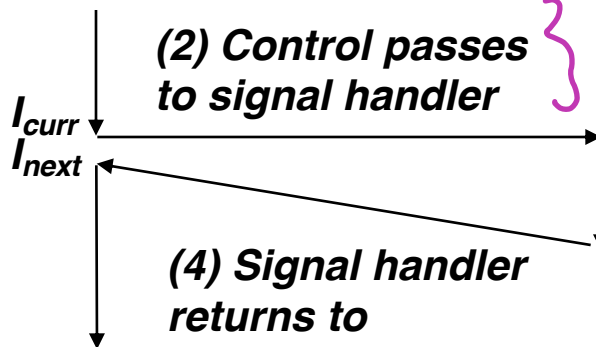 (2) Control passes
to signal handler
Icurr
Inext
(4) Signal handler
returns to